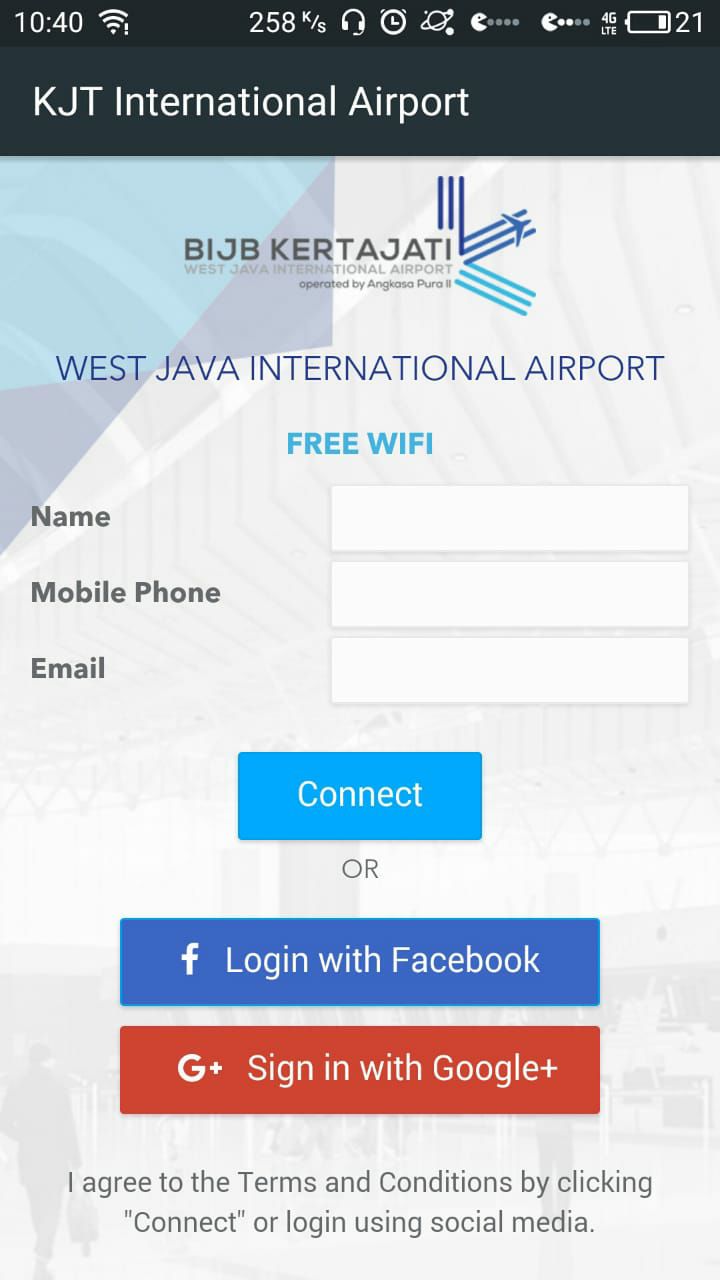 10:40 258 K/s 4G LTE 21
KJT International Airport
BIJB KERTAJATI
WEST JAVA INTERNATIONAL AIRPORT
operated by Angkasa Pura II
WEST JAVA INTERNATIONAL AIRPORT
FREE WIFI
Name
Mobile Phone
Email
Connect
OR
f Login with Facebook
G+ Sign in with Google+
I agree to the Terms and Conditions by clicking
"Connect" or login using social media.